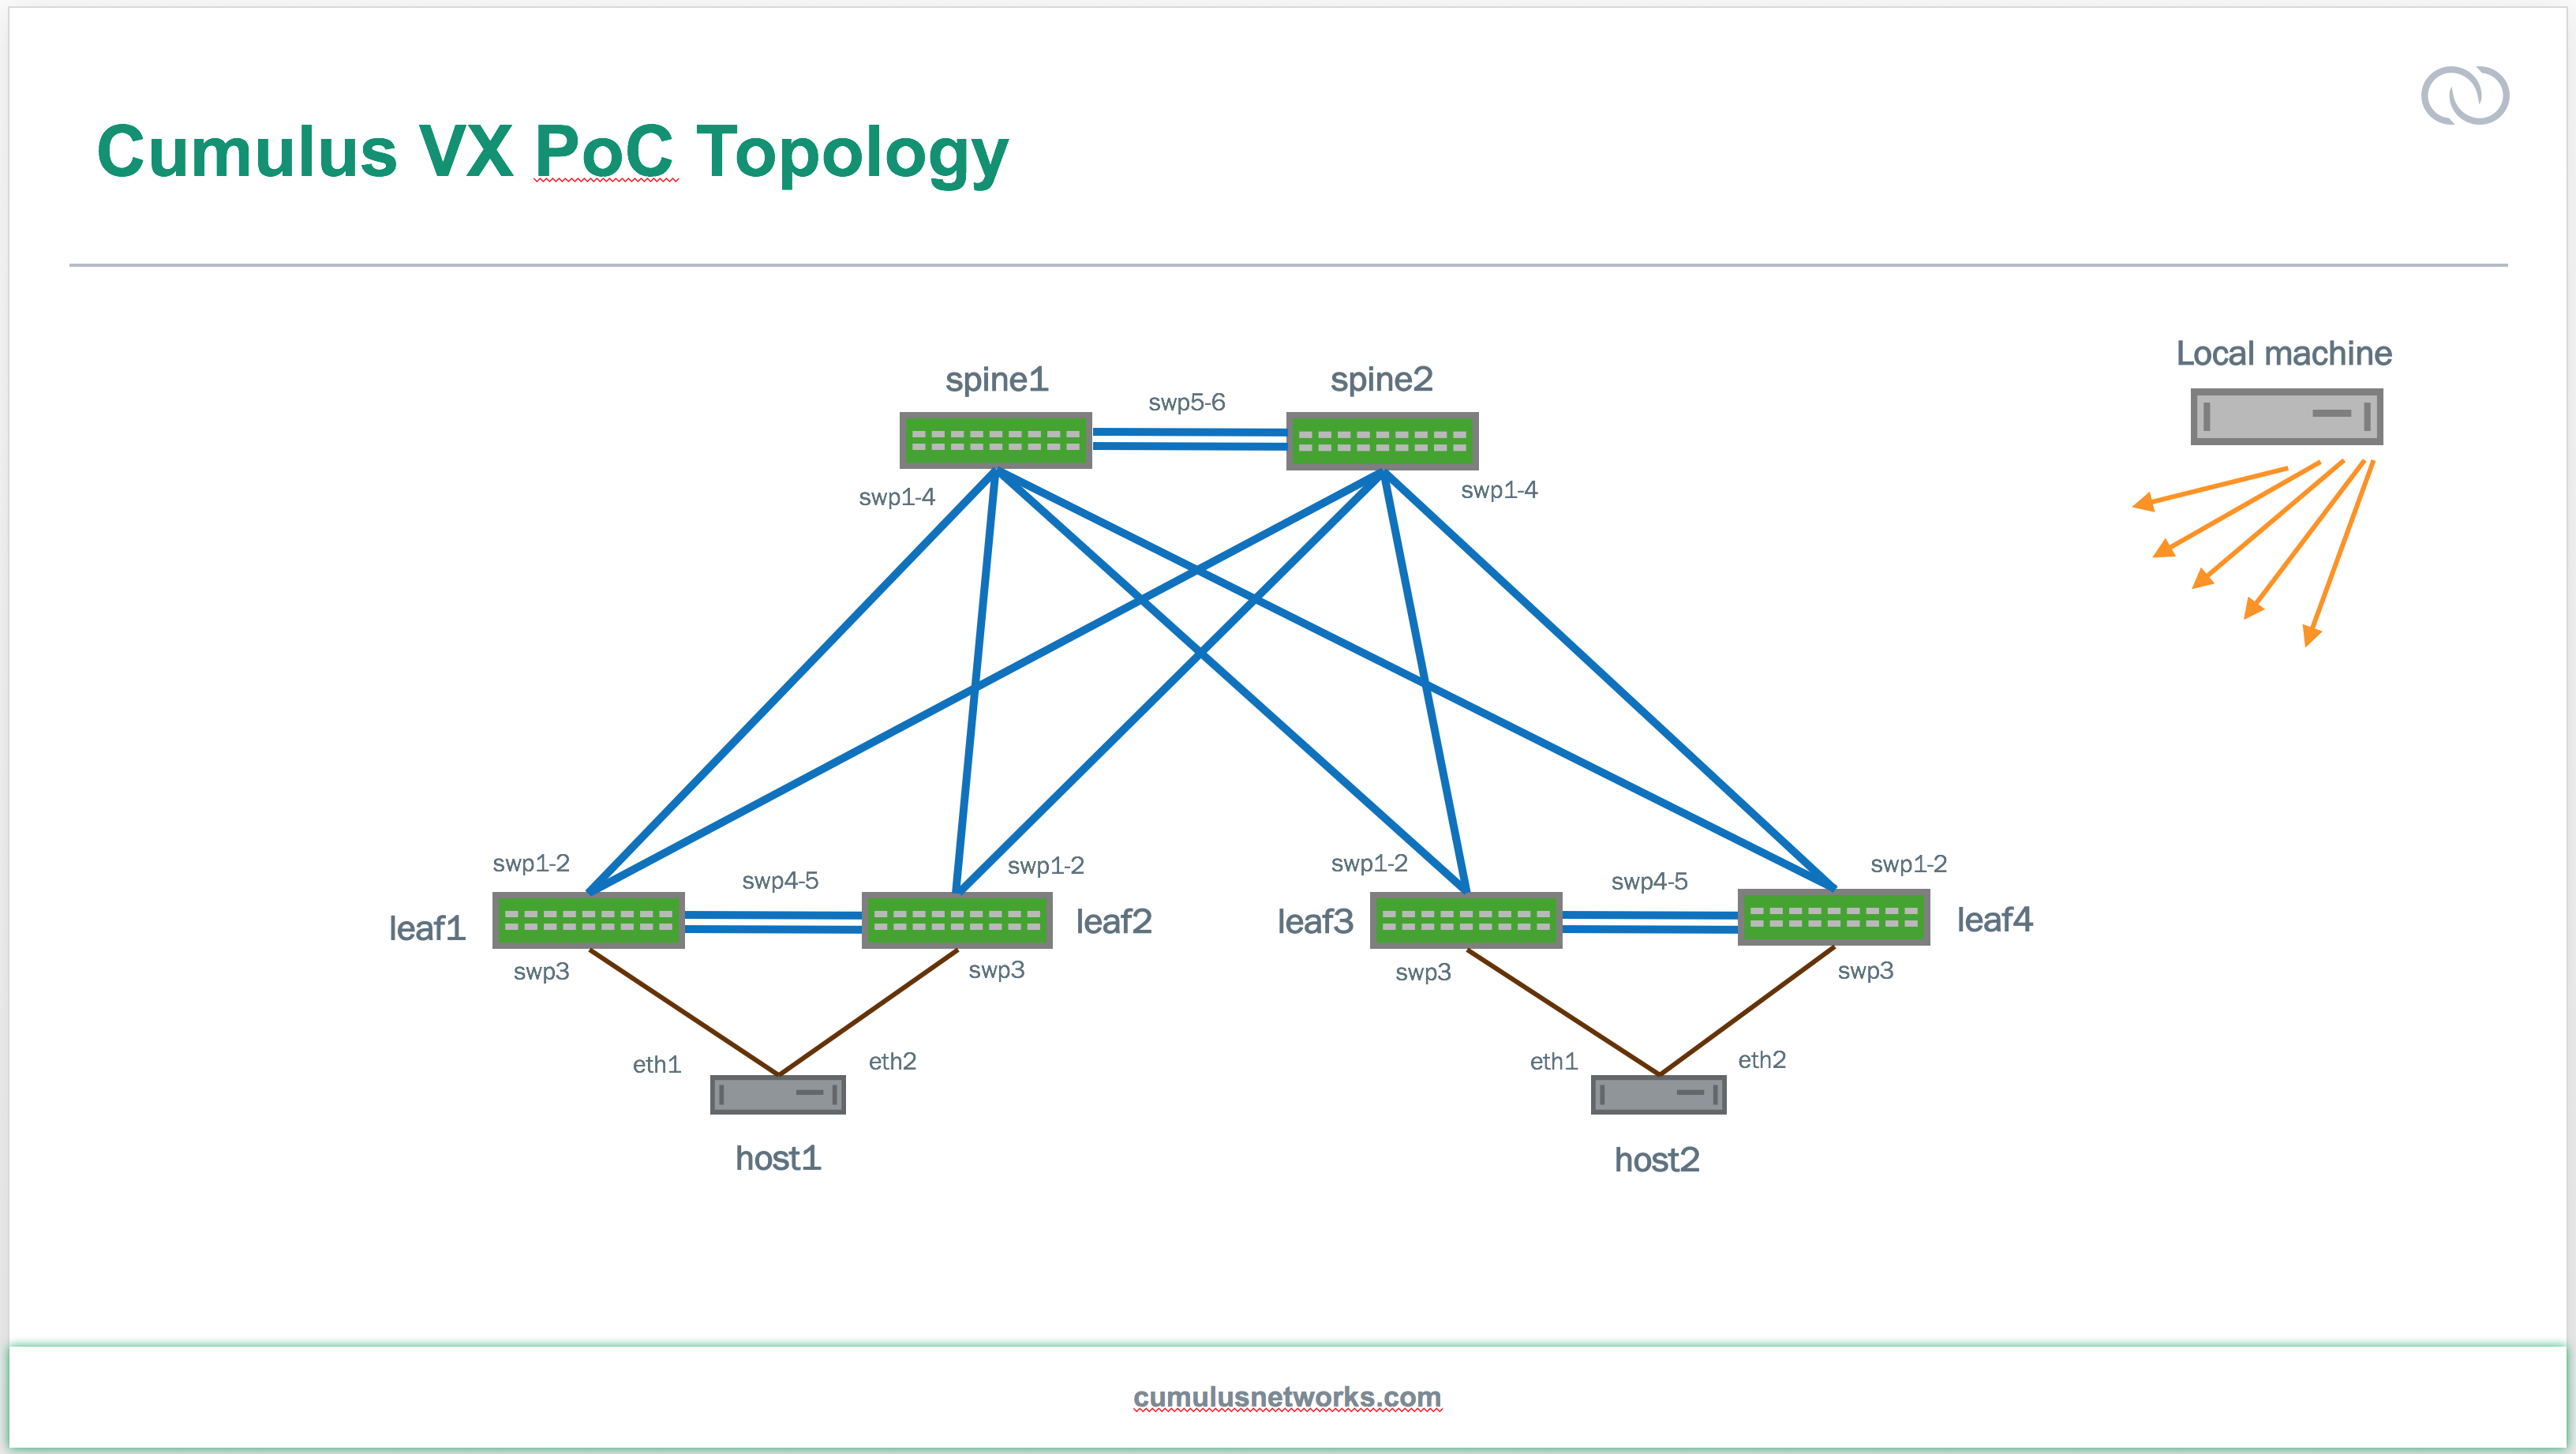 Cumulus VX PoC Topology
Local machine
spine1
spine2
swp5-6
swp1-4
swp1-4
swp1-2
swp1-2
swp1-2
swp1-2
swp4-5
swp4-5
leaf1
leaf2
leaf3
leaf4
swp3
swp3
swp3
swp3
eth1
eth2
eth1
eth2
host1
host2
cumulusnetworks.com